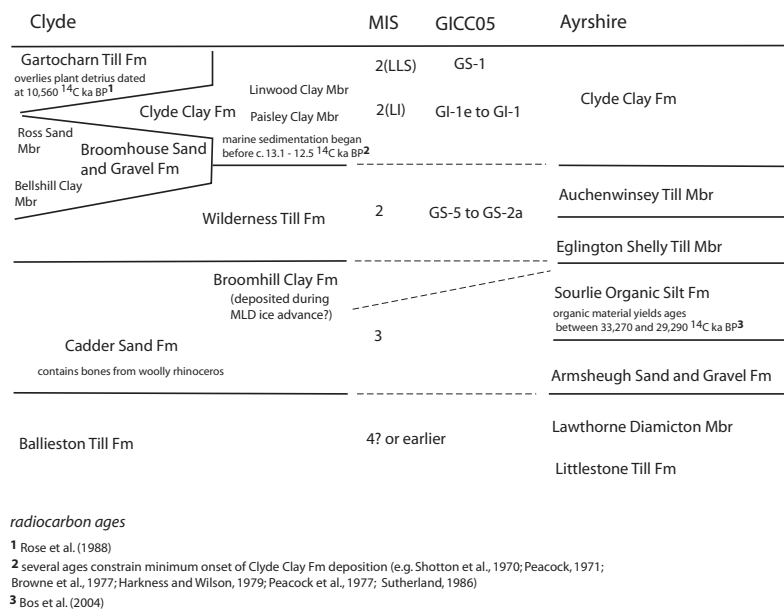 Clyde
MIS
GICC05
Ayrshire
Gartocharn Till Fm
overlies plant detrius dated
at 10,560 ¹⁴C ka BP¹
2(LLS)
GS-1
Linwood Clay Mbr
Clyde Clay Fm
Paisley Clay Mbr
2(LI)
GI-1e to GI-1
Clyde Clay Fm
Ross Sand
Mbr
Broomhouse Sand
and Gravel Fm
marine sedimentation began
before c. 13.1 - 12.5 ¹⁴C ka BP²
Bellshill Clay
Mbr
Wilderness Till Fm
2
GS-5 to GS-2a
Auchenwinsey Till Mbr
Eglington Shelly Till Mbr
Broomhill Clay Fm
(deposited during
MLD ice advance?)
Sourlie Organic Silt Fm
organic material yields ages
between 33,270 and 29,290 ¹⁴C ka BP³
3
Cadder Sand Fm
contains bones from woolly rhinoceros
Armsheugh Sand and Gravel Fm
Ballieston Till Fm
4? or earlier
Lawthorne Diamicton Mbr
Littlestone Till Fm
radiocarbon ages
1 Rose et al. (1988)
2 several ages constrain minimum onset of Clyde Clay Fm deposition (e.g. Shotton et al., 1970; Peacock, 1971;
Browne et al., 1977; Harkness and Wilson, 1979; Peacock et al., 1977; Sutherland, 1986)
3 Bos et al. (2004)